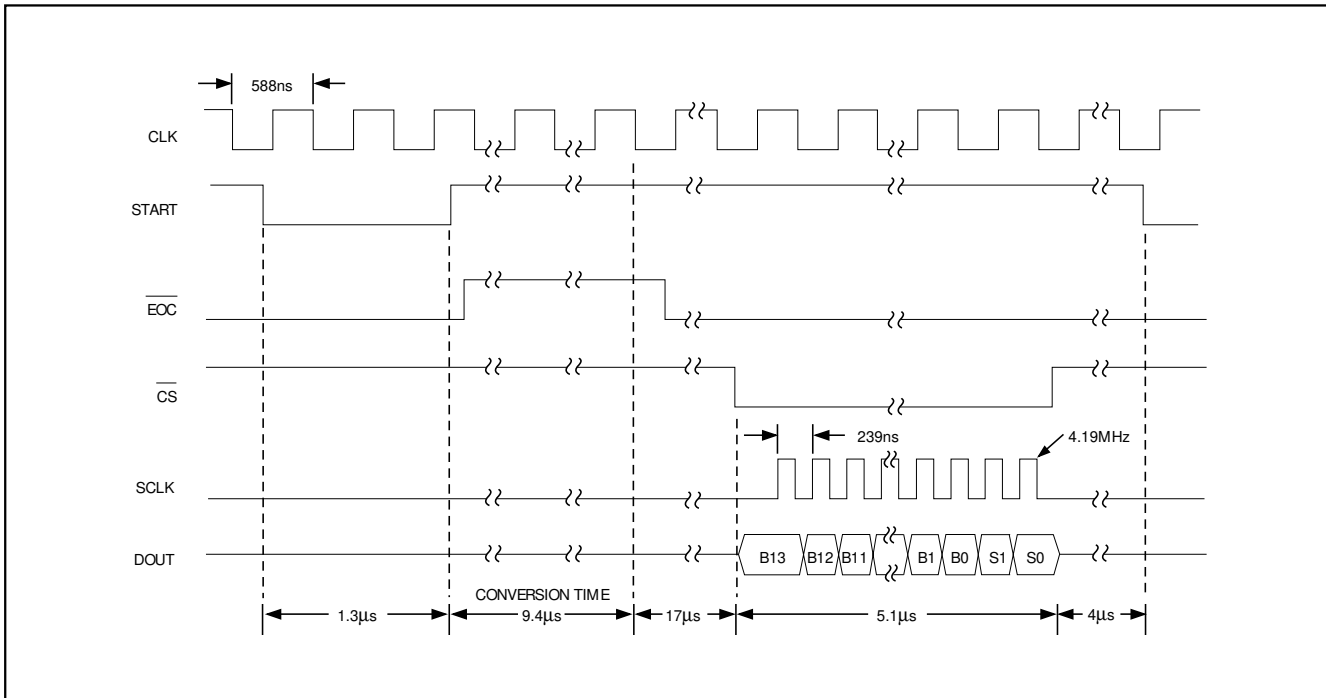 588ns
CLK
START
EOC
CS
239ns
4.19MHz
SCLK
DOUT
B13 B12 B11 B1 B0 S1 S0
CONVERSION TIME
1.3µs 9.4µs 17µs 5.1µs 4µs